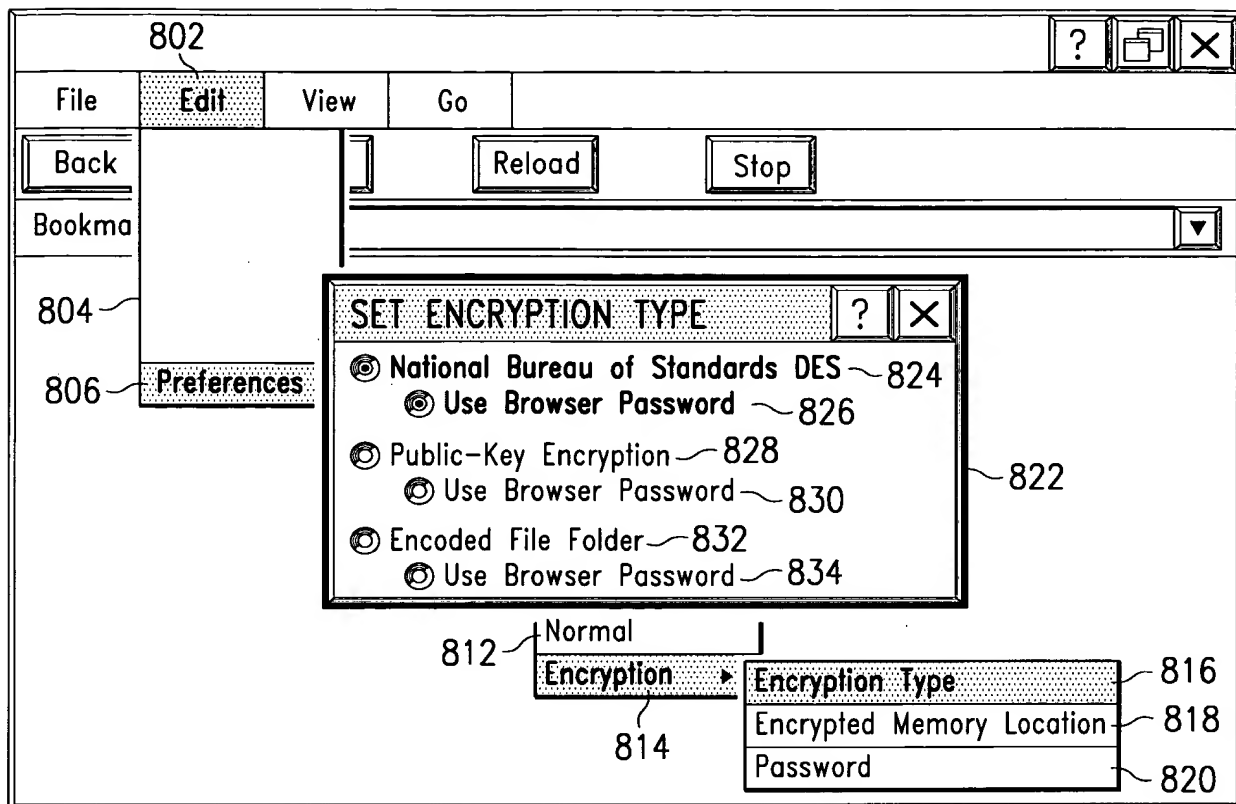 802
?
File Edit View Go
Back Reload Stop
Bookma
804
SET ENCRYPTION TYPE ?
806 Preferences
National Bureau of Standards DES 824
Use Browser Password 826
Public-Key Encryption 828
Use Browser Password 830
822
Encoded File Folder 832
Use Browser Password 834
812 Normal
Encryption
814
Encryption Type 816
Encrypted Memory Location 818
Password 820